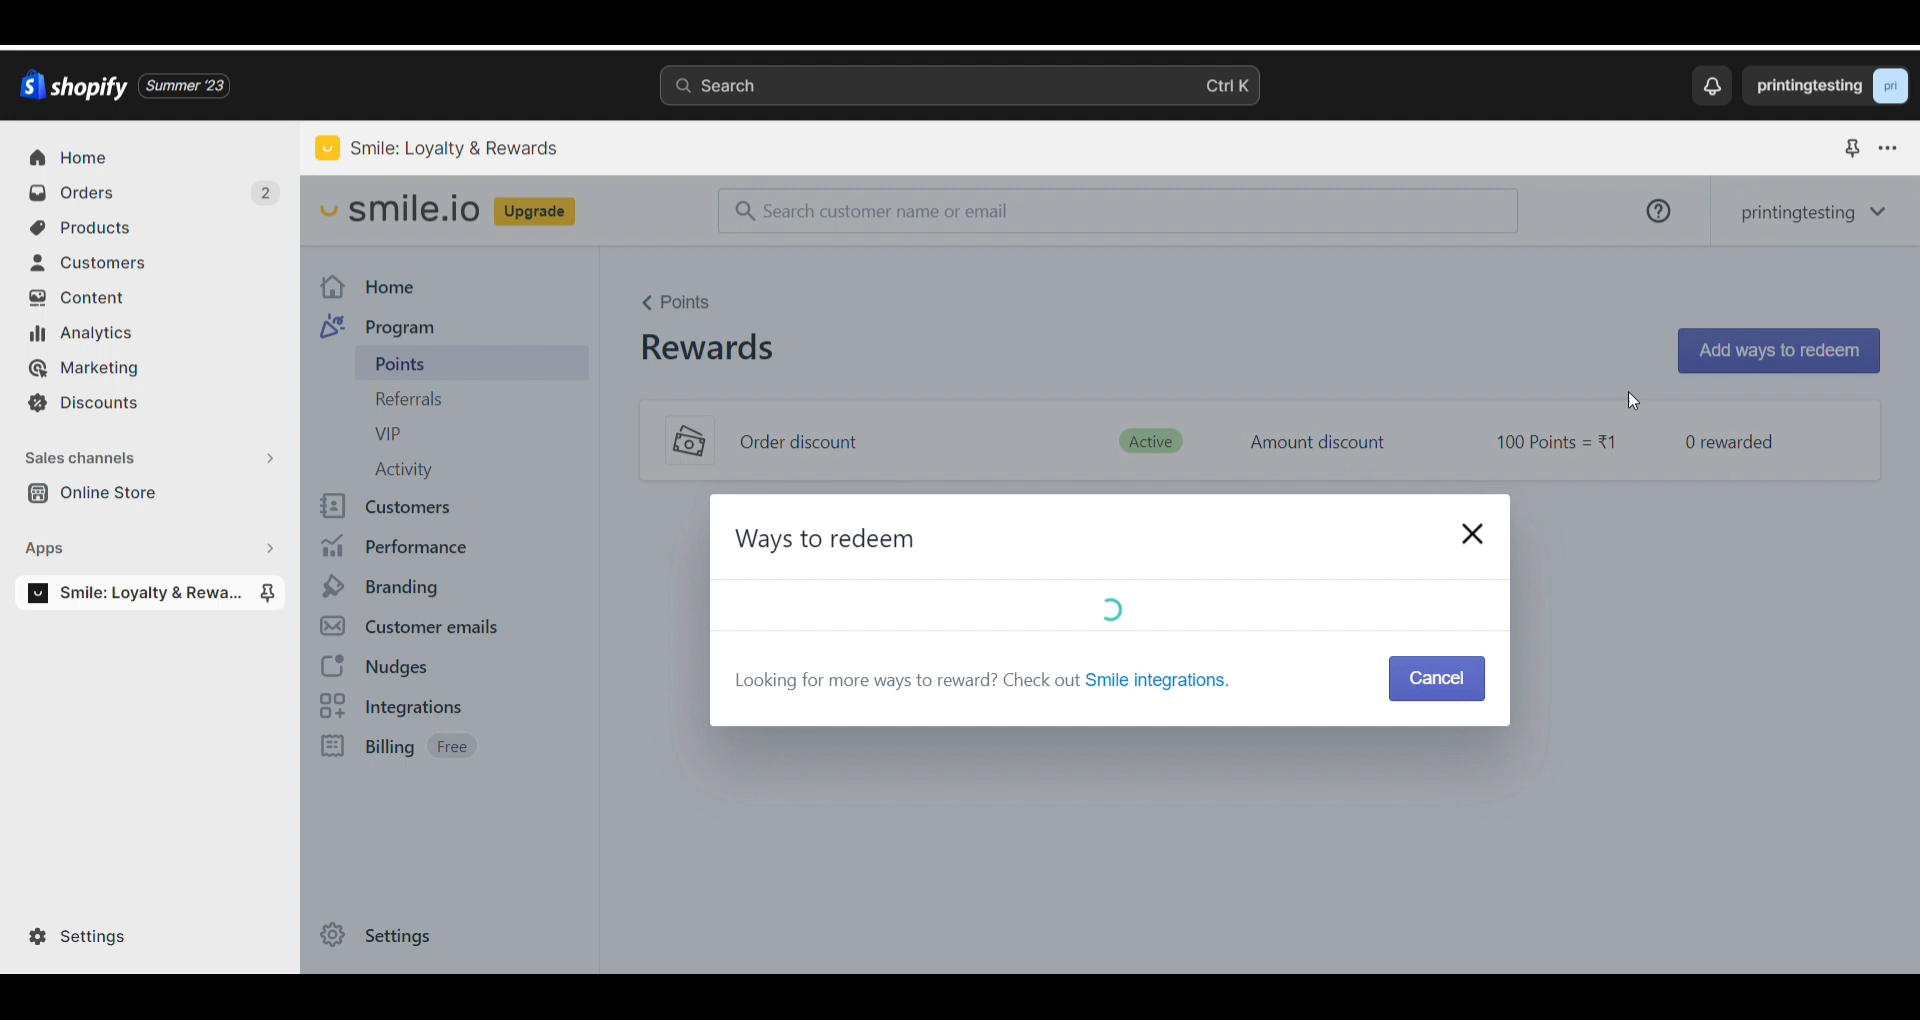 shopify Summer '23
Search Ctrl K
printingtesting pri
Home
Orders 2
Products
Customers
Content
Analytics
Marketing
Discounts
Sales channels
Online Store
Apps
Smile: Loyalty & Rewa...
Settings
Smile: Loyalty & Rewards
smile.io Upgrade
Search customer name or email
printingtesting
Home
Program
Points
Referrals
VIP
Activity
Customers
Performance
Branding
Customer emails
Nudges
Integrations
Billing Free
Settings
Points
Rewards
Add ways to redeem
Order discount Active Amount discount 100 Points = ₹1 0 rewarded
Ways to redeem
Looking for more ways to reward? Check out Smile integrations.
Cancel